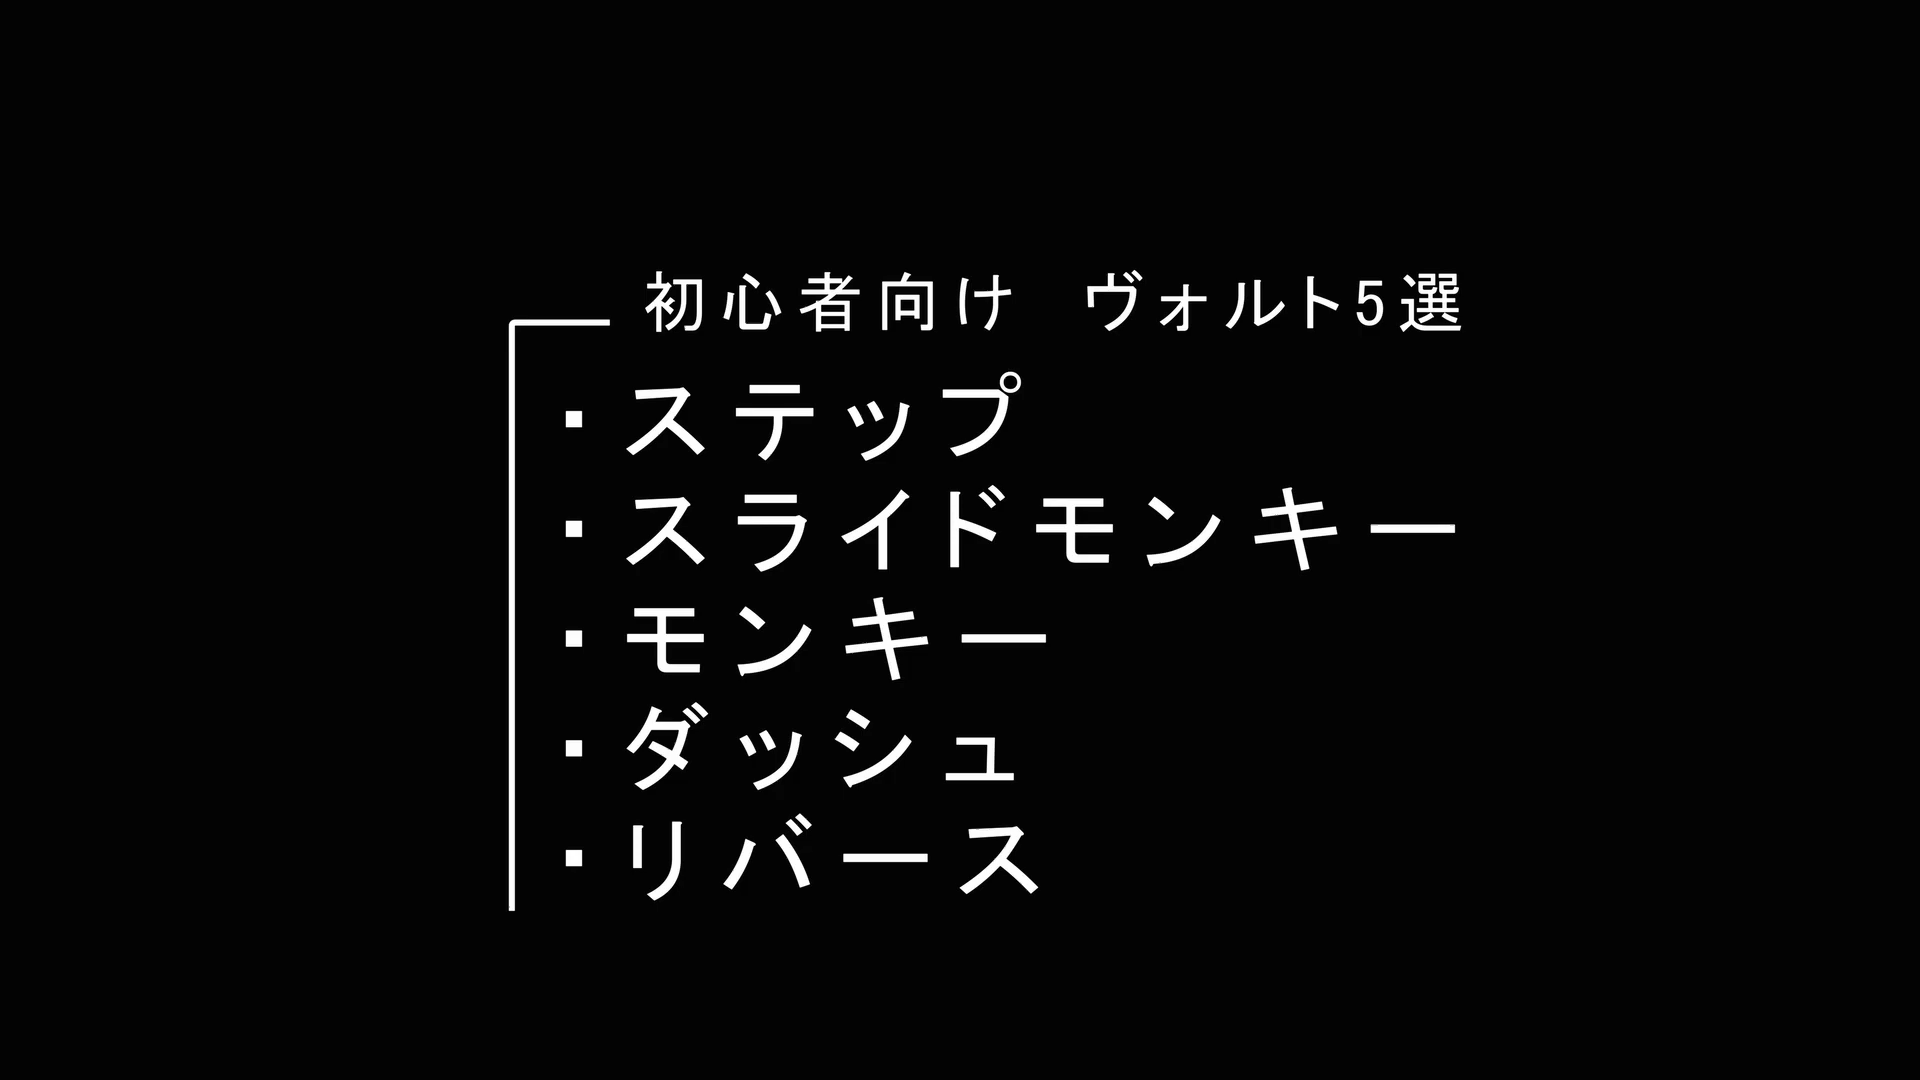 初心者向け　ヴォルト5選
・ステップ
・スライドモンキー
・モンキー
・ダッシュ
・リバース